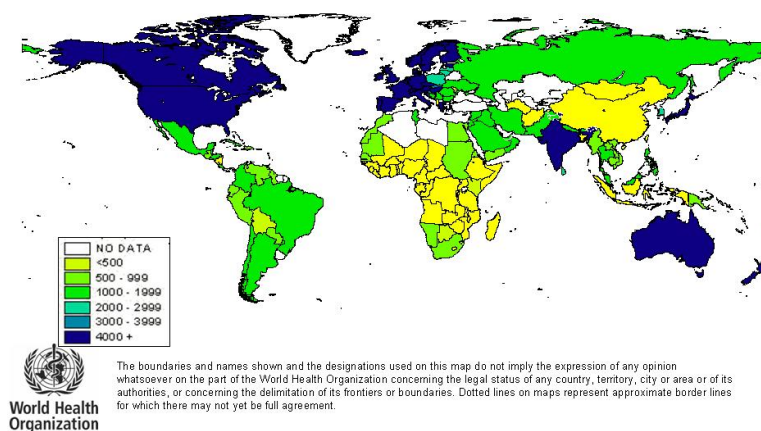 NO DATA
<500
500 - 999
1000 - 1999
2000 - 2999
3000 - 3999
4000 +
The boundaries and names shown and the designations used on this map do not imply the expression of any opinion
whatsoever on the part of the World Health Organization concerning the legal status of any country, territory, city or area or of its
authorities, or concerning the delimitation of its frontiers or boundaries. Dotted lines on maps represent approximate border lines
for which there may not yet be full agreement.
World Health
Organization